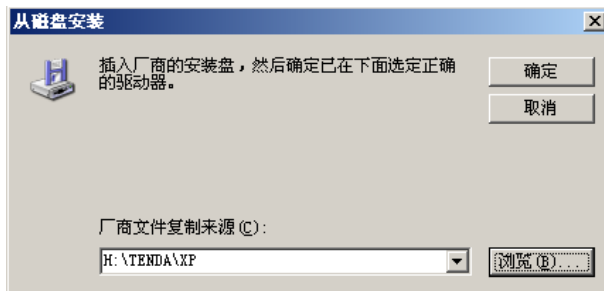 从磁盘安装
插入厂商的安装盘，然后确定已在下面选定正确
的驱动器。
确定
取消
厂商文件复制来源(C):
H:\TENDA\XP
浏览(B)...